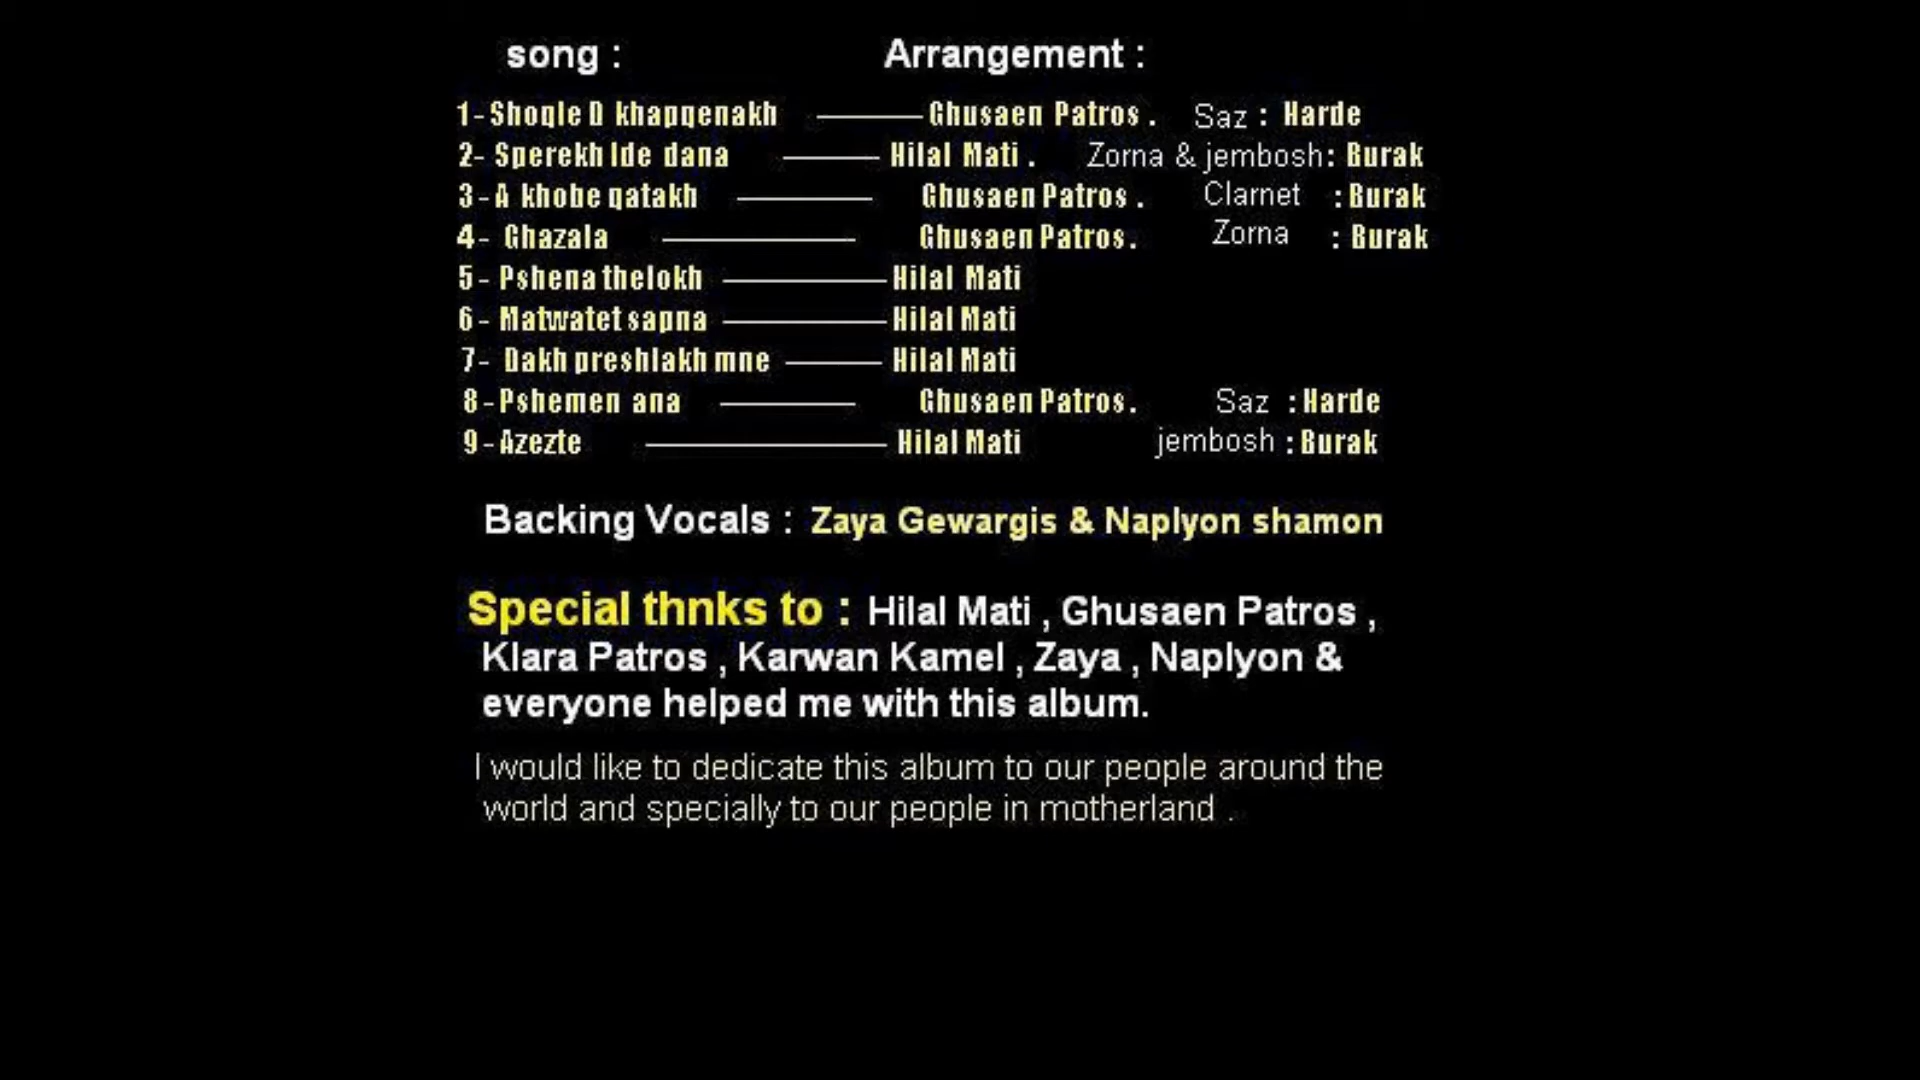 song : Arrangement :
1- Shoqle D khapqenakh Ghusaen Patros . Saz : Harde
2- Sperekh lde dana Hilal Mati . Zorna & jembosh: Burak
3 - A khobe qatakh Ghusaen Patros . Clarnet : Burak
4 - Ghazala Ghusaen Patros . Zorna : Burak
5 - Pshena thelokh Hilal Mati
6 - Matwatet sapna Hilal Mati
7 - Dakh preshlakh mne Hilal Mati
8 - Pshemen ana Ghusaen Patros . Saz : Harde
9 - Azezte Hilal Mati jembosh : Burak
Backing Vocals : Zaya Gewargis & Naplyon shamon
Special thnks to : Hilal Mati , Ghusaen Patros ,
Klara Patros , Karwan Kamel , Zaya , Naplyon &
everyone helped me with this album.
I would like to dedicate this album to our people around the
world and specially to our people in motherland .